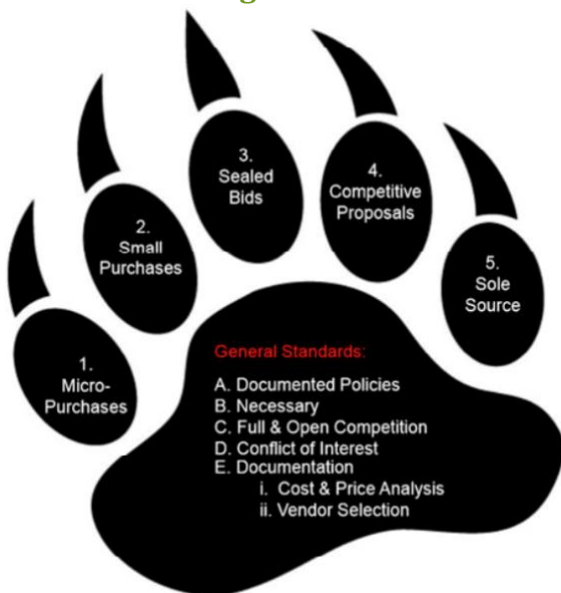 1.
Micro-
Purchases
2.
Small
Purchases
3.
Sealed
Bids
4.
Competitive
Proposals
5.
Sole
Source
General Standards:
A. Documented Policies
B. Necessary
C. Full & Open Competition
D. Conflict of Interest
E. Documentation
i. Cost & Price Analysis
ii. Vendor Selection